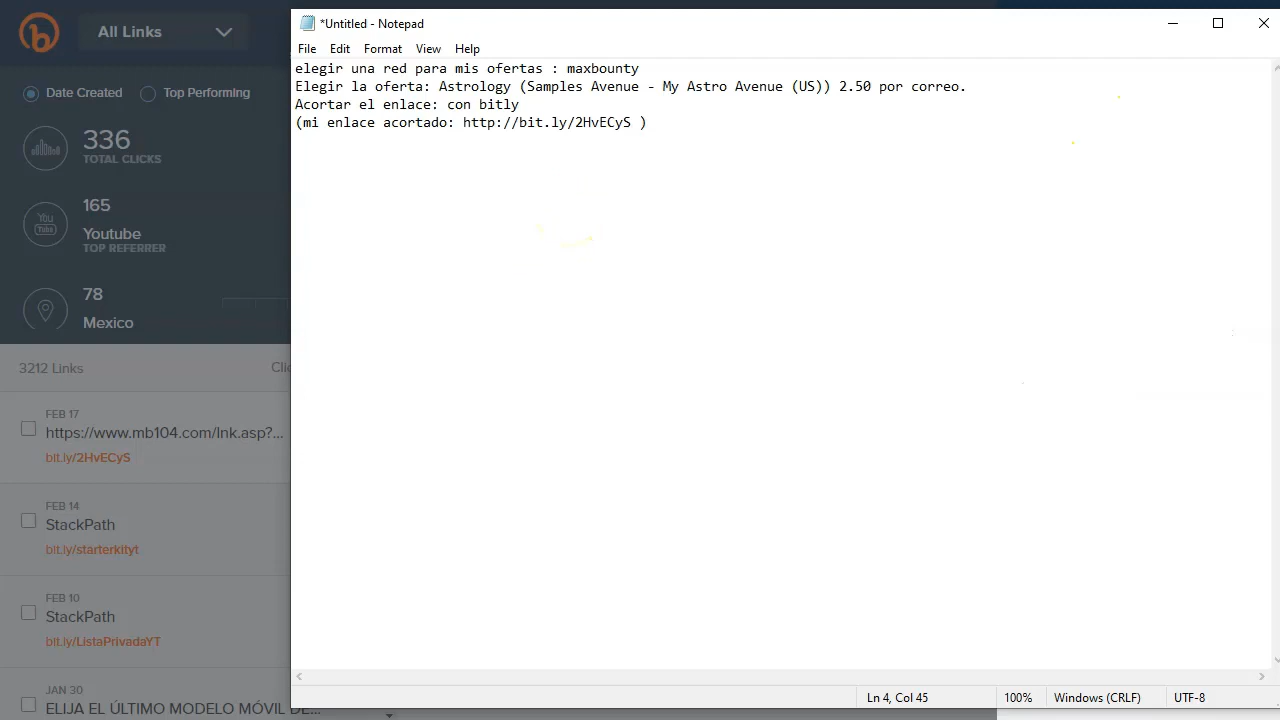 All Links
Date Created
Top Performing
336
TOTAL CLICKS
You
Tube
165
Youtube
TOP REFERRER
78
Mexico
3212 Links
Clic
FEB 17
https://www.mb104.com/lnk.asp?...
bit.ly/2HvECyS
FEB 14
StackPath
bit.ly/starterkityt
FEB 10
StackPath
bit.ly/ListaPrivadaYT
JAN 30
ELIJA EL ÚLTIMO MODELO MÓVIL DE...
*Untitled - Notepad
File Edit Format View Help
elegir una red para mis ofertas : maxbounty
Elegir la oferta: Astrology (Samples Avenue - My Astro Avenue (US)) 2.50 por correo.
Acortar el enlace: con bitly
(mi enlace acortado: http://bit.ly/2HvECyS )
Ln 4, Col 45
100%
Windows (CRLF)
UTF-8